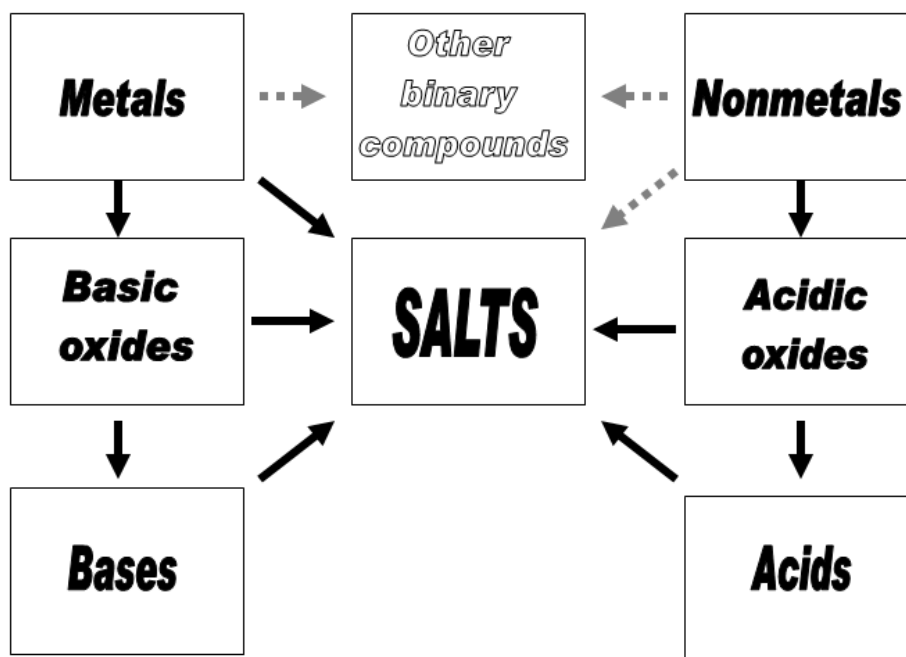 Metals
Other
binary
compounds
Nonmetals
Basic
oxides
SALTS
Acidic
oxides
Bases
Acids